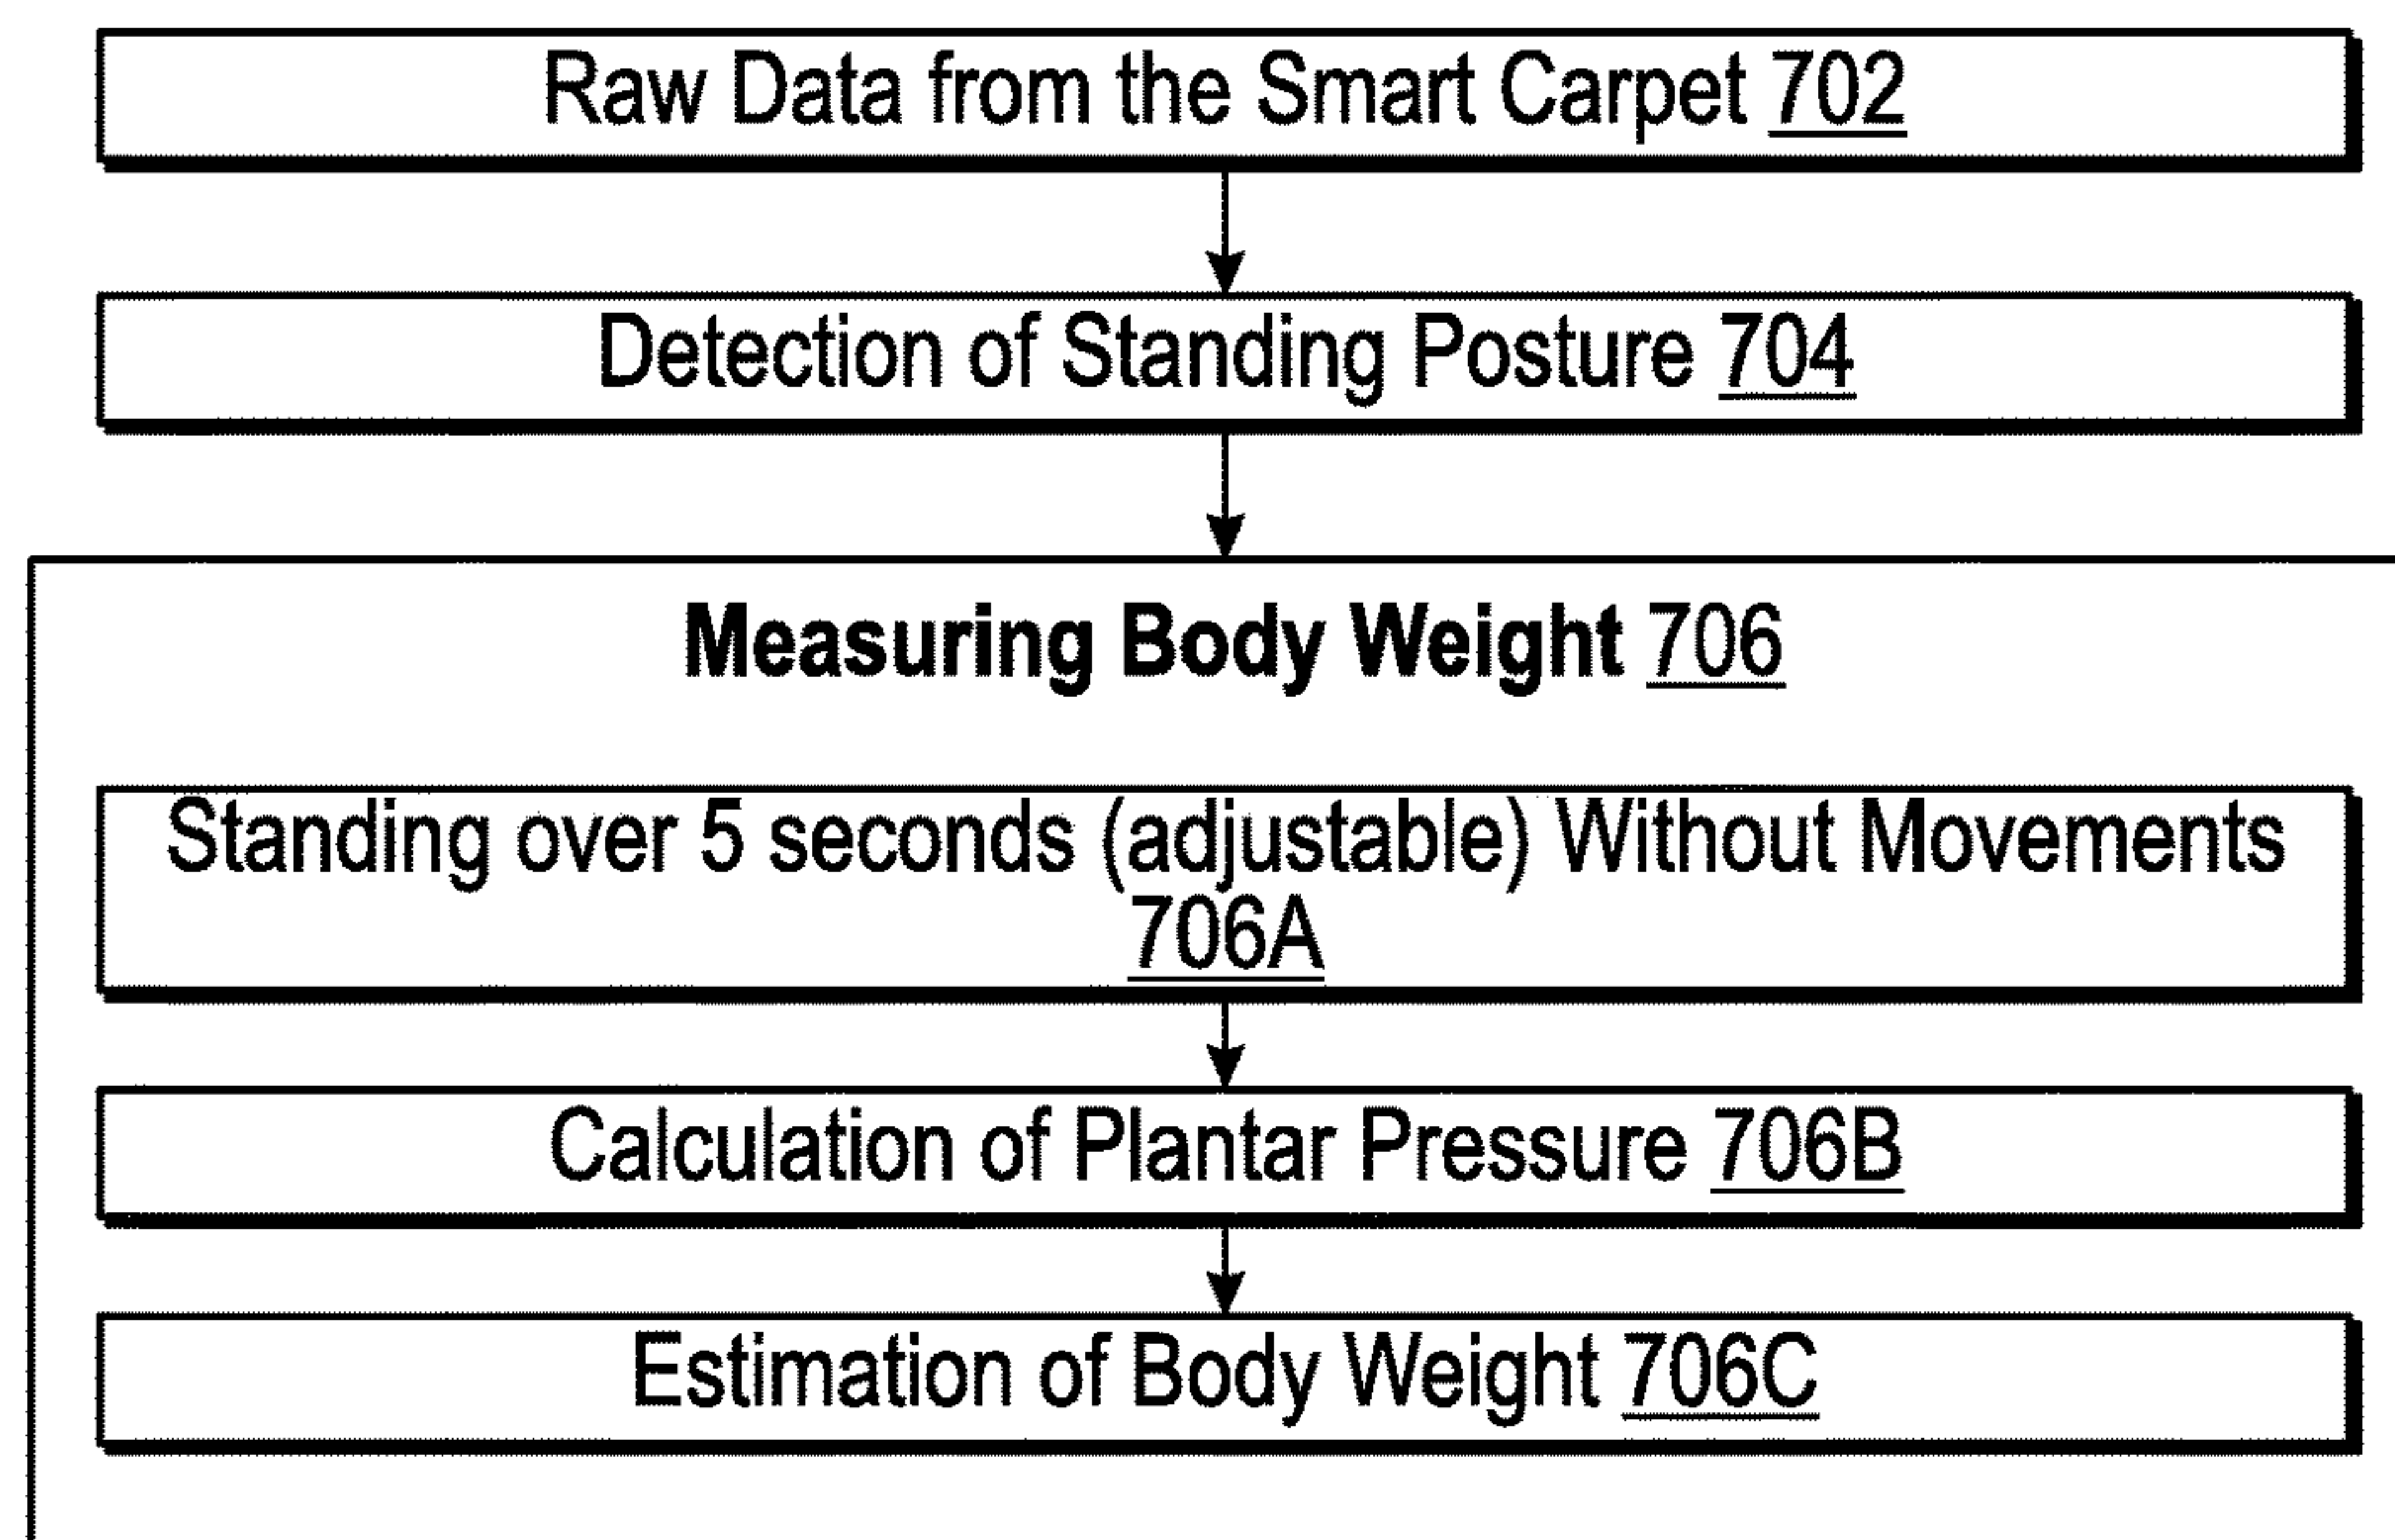 Raw Data from the Smart Carpet 702
Detection of Standing Posture 704
Measuring Body Weight 706
Standing over 5 seconds (adjustable) Without Movements
706A
Calculation of Plantar Pressure 706B
Estimation of Body Weight 706C